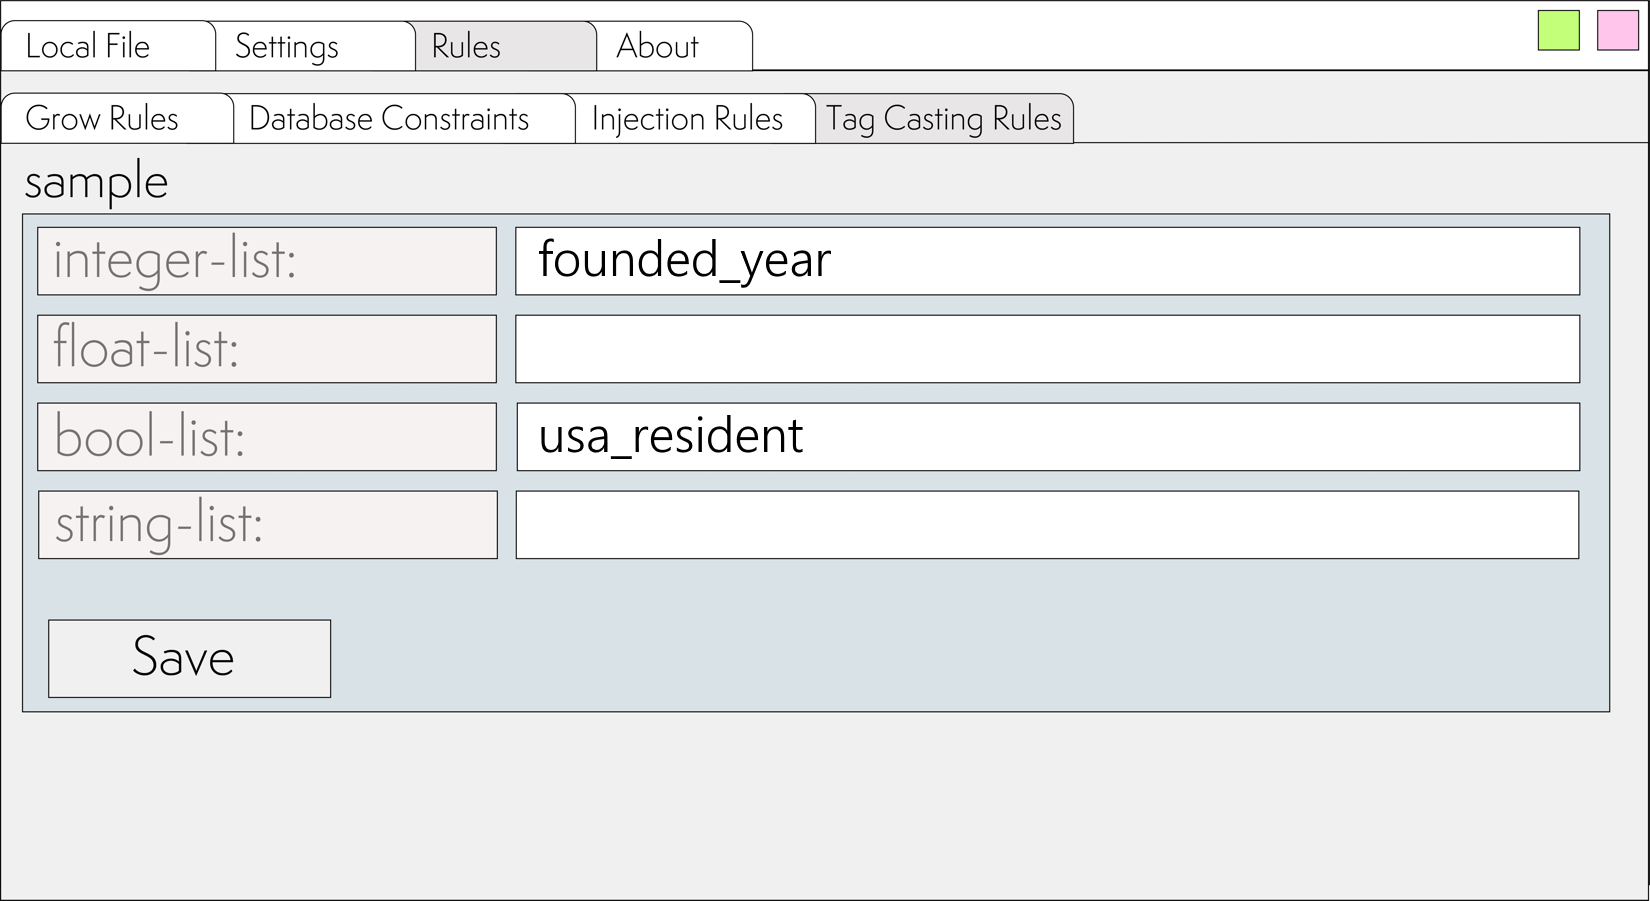 Local File Settings Rules About
Grow Rules Database Constraints Injection Rules Tag Casting Rules
sample
integer-list: founded_year
float-list:
bool-list: usa_resident
string-list:
Save